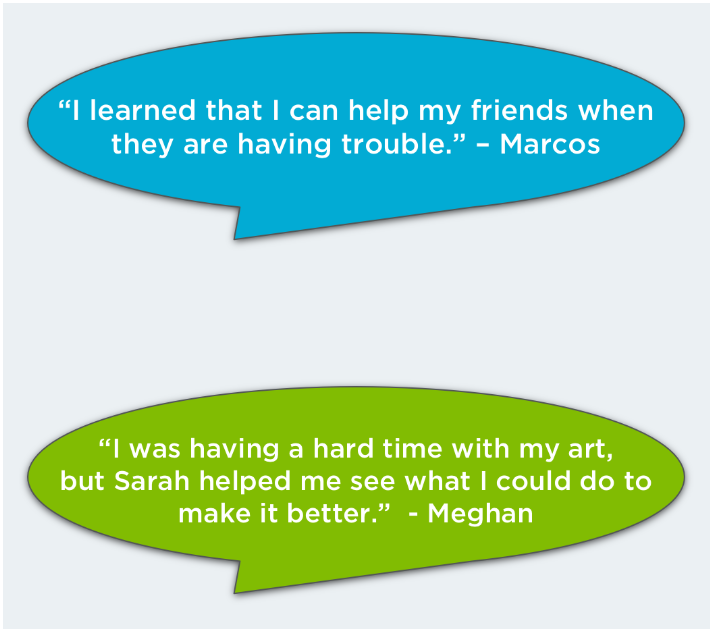 “I learned that I can help my friends when
they are having trouble.” – Marcos
“I was having a hard time with my art,
but Sarah helped me see what I could do to
make it better.”  - Meghan